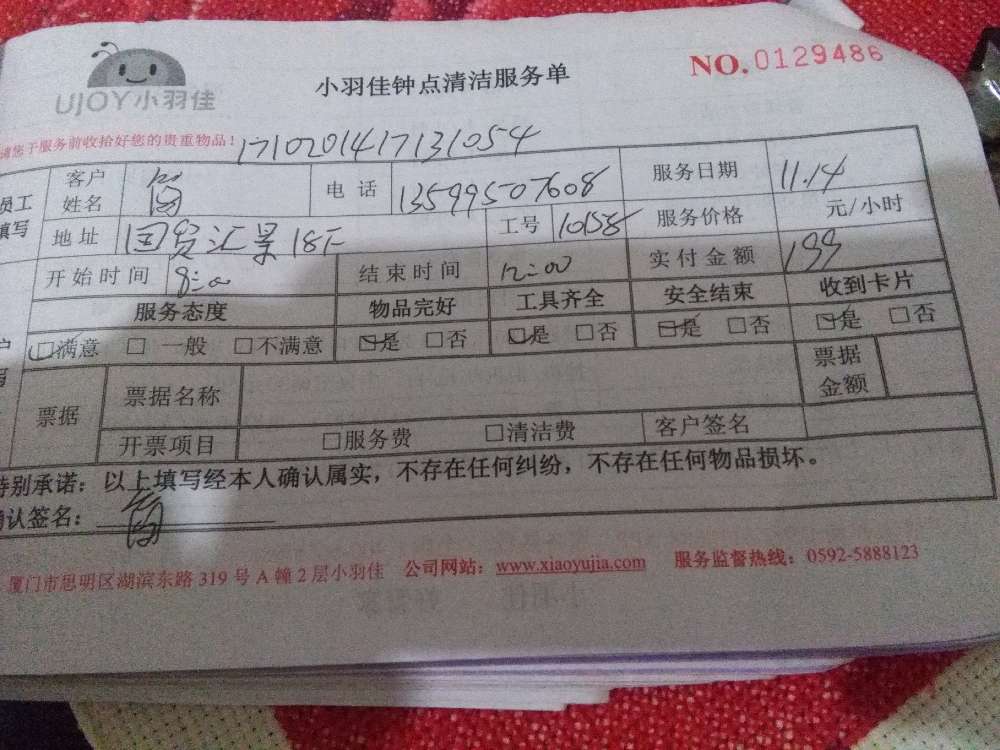 UJOY小羽佳
小羽佳钟点清洁服务单
NO.0129486
请您于服务前收拾好您的贵重物品!
1710201417131054
员工填写
客户姓名
电话 13599507608
服务日期 11.14
地址 国贸汇景18F
工号 10158
服务价格 元/小时
开始时间 8:00
结束时间 12:00
实付金额 199
服务态度 物品完好 工具齐全 安全结束 收到卡片
□满意 □ 一般 □不满意 □是 □否 □是 □否 □是 □否 □是 □否
票据 票据名称 票据金额
开票项目 □服务费 □清洁费 客户签名
特别承诺：以上填写经本人确认属实，不存在任何纠纷，不存在任何物品损坏。
确认签名：
厦门市思明区湖滨东路 319 号 A 幢 2 层小羽佳 公司网站：www.xiaoyujia.com 服务监督热线：0592-5888123